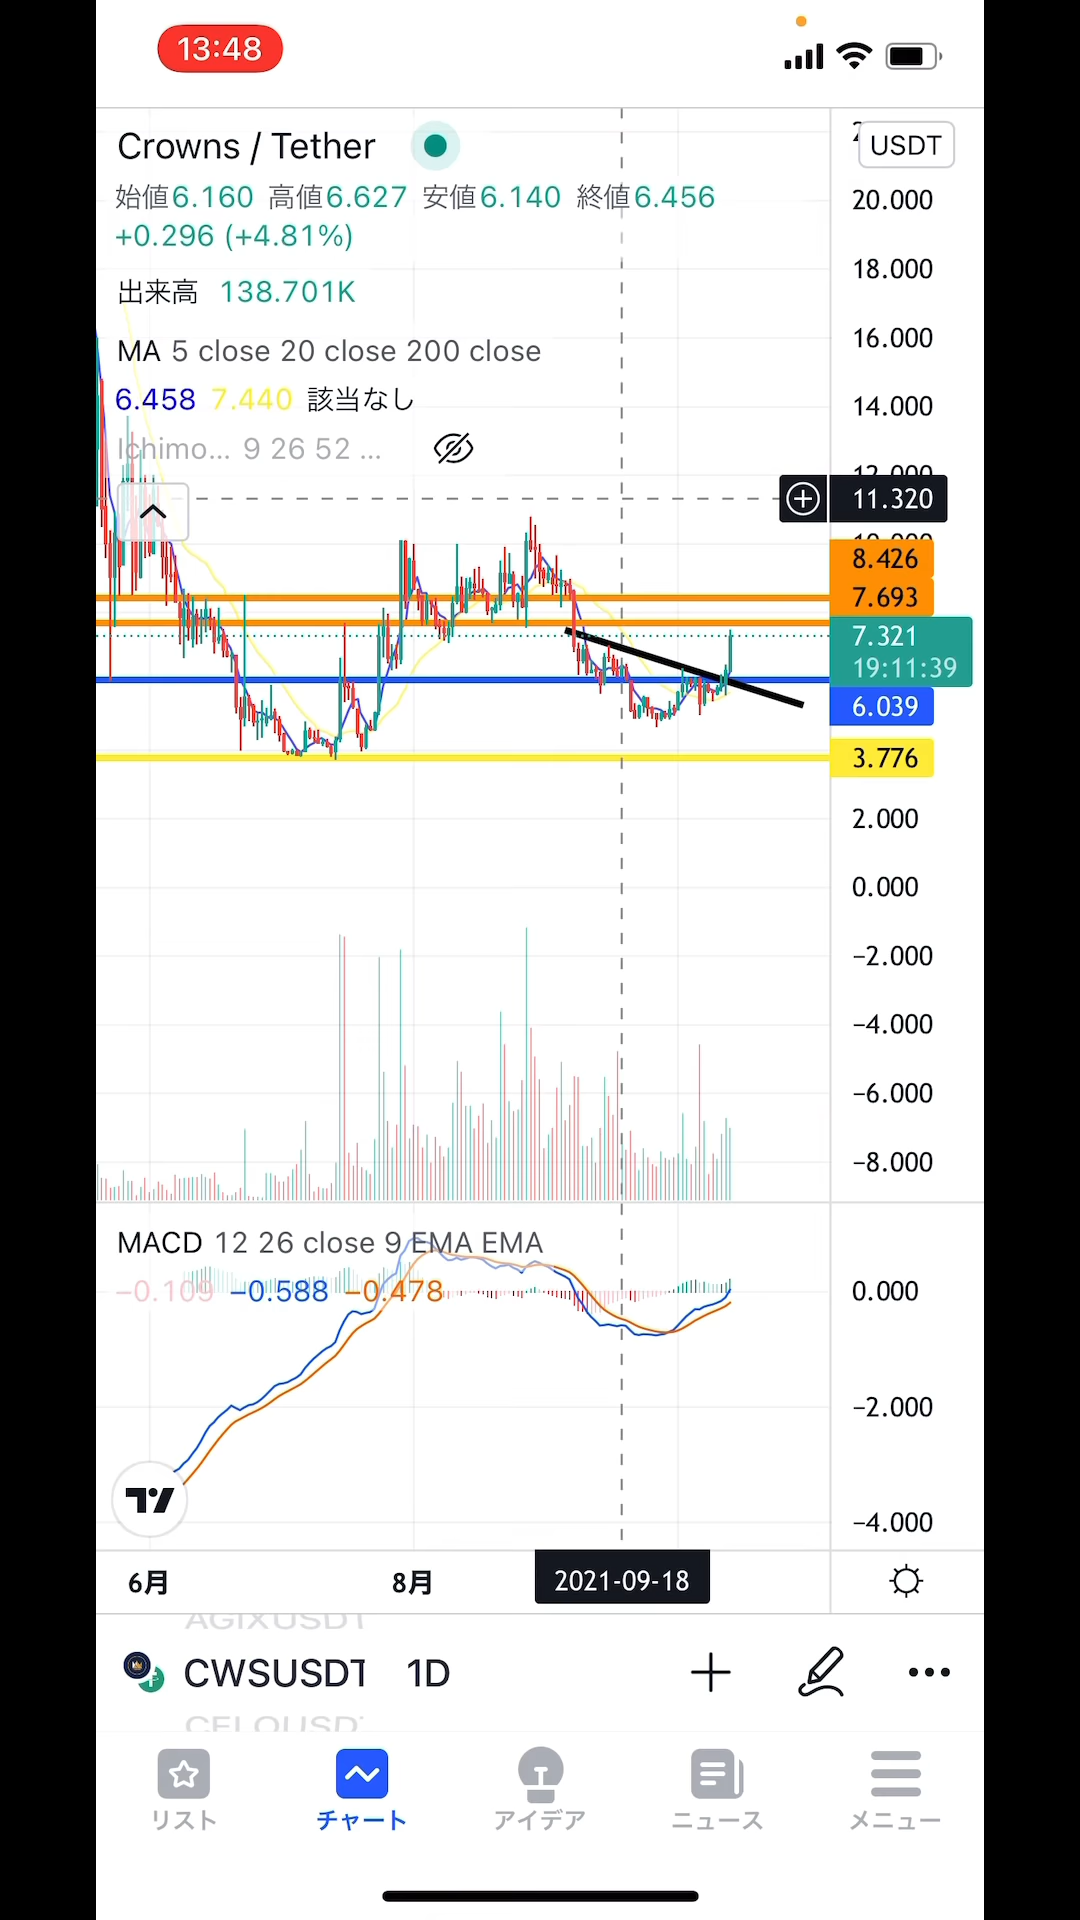 13:48
Crowns / Tether
USDT
始値6.160 高値6.627 安値6.140 終値6.456
+0.296 (+4.81%)
出来高 138.701K
MA 5 close 20 close 200 close
6.458 7.440 該当なし
Ichimo... 9 26 52 ...
20.000
18.000
16.000
14.000
12.000
11.320
10.000
8.426
7.693
7.321
19:11:39
6.039
3.776
2.000
0.000
−2.000
−4.000
−6.000
−8.000
MACD 12 26 close 9 EMA EMA
−0.109 −0.588 −0.478
0.000
−2.000
−4.000
6月 8月 2021-09-18
AGIXUSDT
CWSUSDT 1D
CELOUSDT
リスト チャート アイデア ニュース メニュー